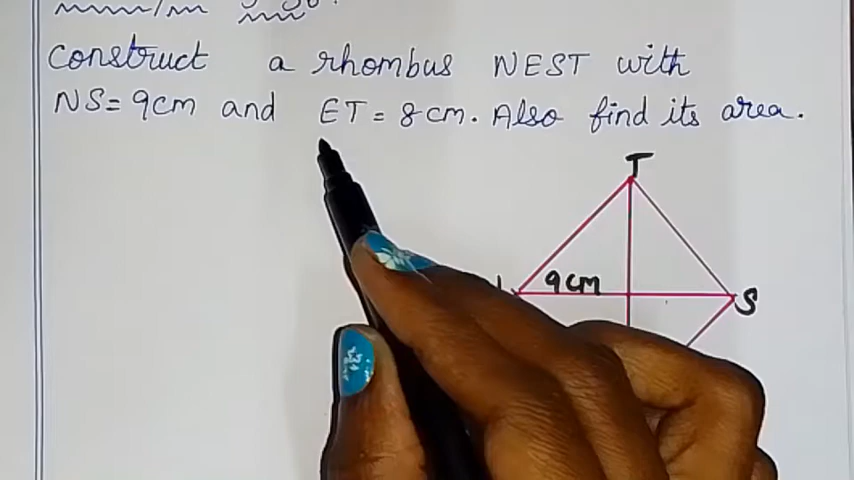 Construct a rhombus NEST with
NS = 9cm and ET = 8cm. Also find its area.
T
9cm
S